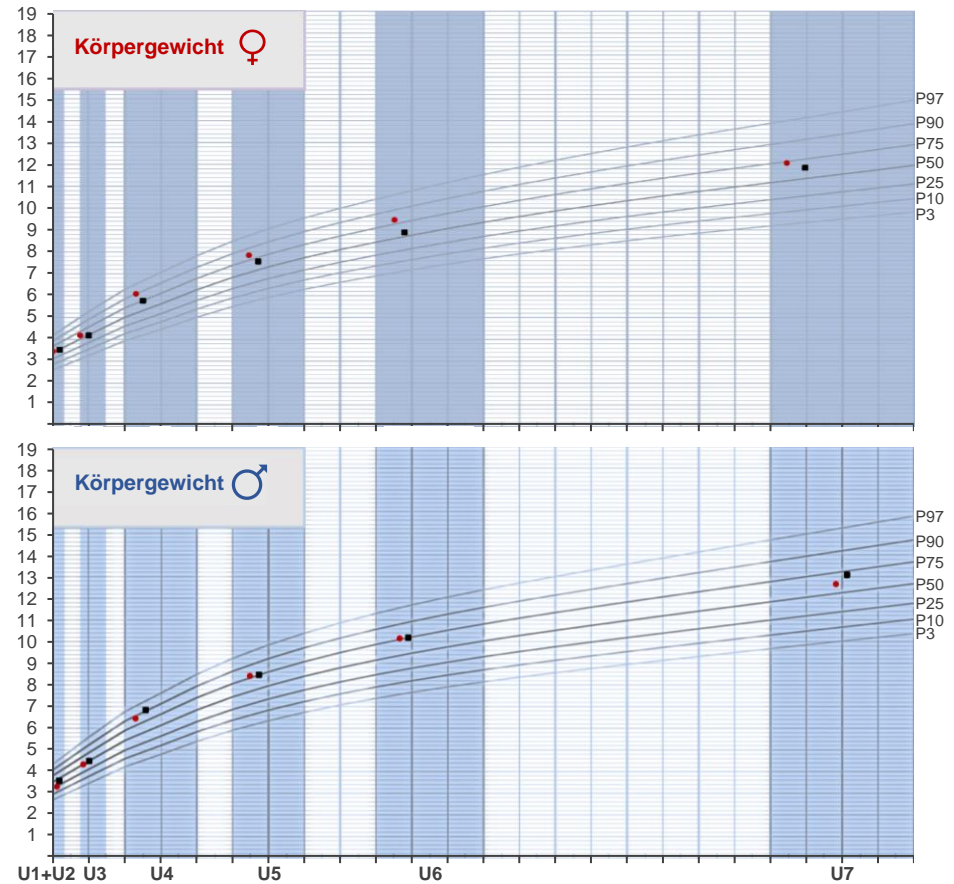 19
18
17
16
15
14
13
12
11
10
9
8
7
6
5
4
3
2
1
Körpergewicht ♀
P97
P90
P75
P50
P25
P10
P3
19
18
17
16
15
14
13
12
11
10
9
8
7
6
5
4
3
2
1
Körpergewicht ♂
P97
P90
P75
P50
P25
P10
P3
U1+U2 U3 U4 U5 U6 U7